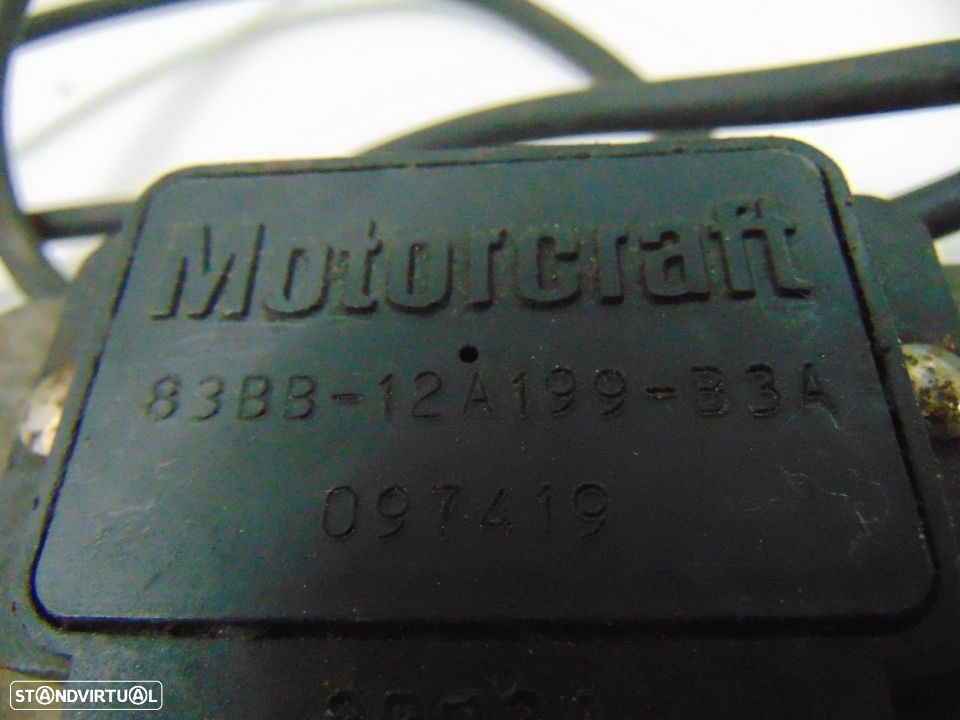 Motorcraft
83BB-12A199-B3A
097419
STANDVIRTUAL